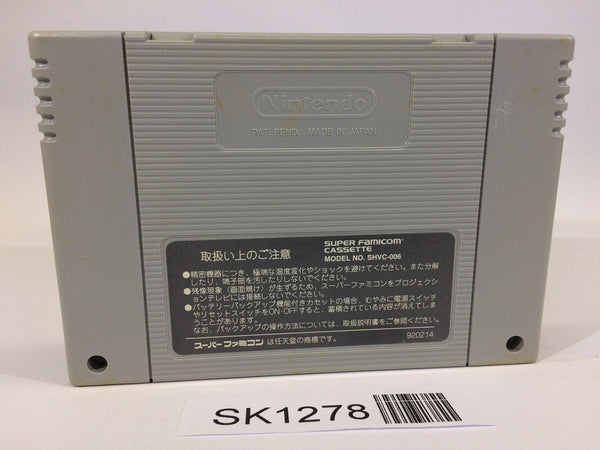 Nintendo
PAT. PEND. MADE IN JAPAN
取扱い上のご注意
SUPER FAMICOM
CASSETTE
MODEL NO. SHVC-006
●精密機器につき、極端な温度変化やショックを避けてください。また分解
したり、端子部を汚したりしないでください。
●残像現象(画面焼け)が生ずるため、スーパーファミコンをプロジェクシ
ョンテレビには接続しないでください。
●バッテリーバックアップ機能付きカセットの場合、むやみに電源スイッチ
やリセットスイッチをON・OFFすると、蓄積されている内容が消えてしま
うことがあります。
なお、バックアップの操作方法については、取扱説明書をご参照ください。
スーパーファミコンは任天堂の商標です。
920214
SK1278